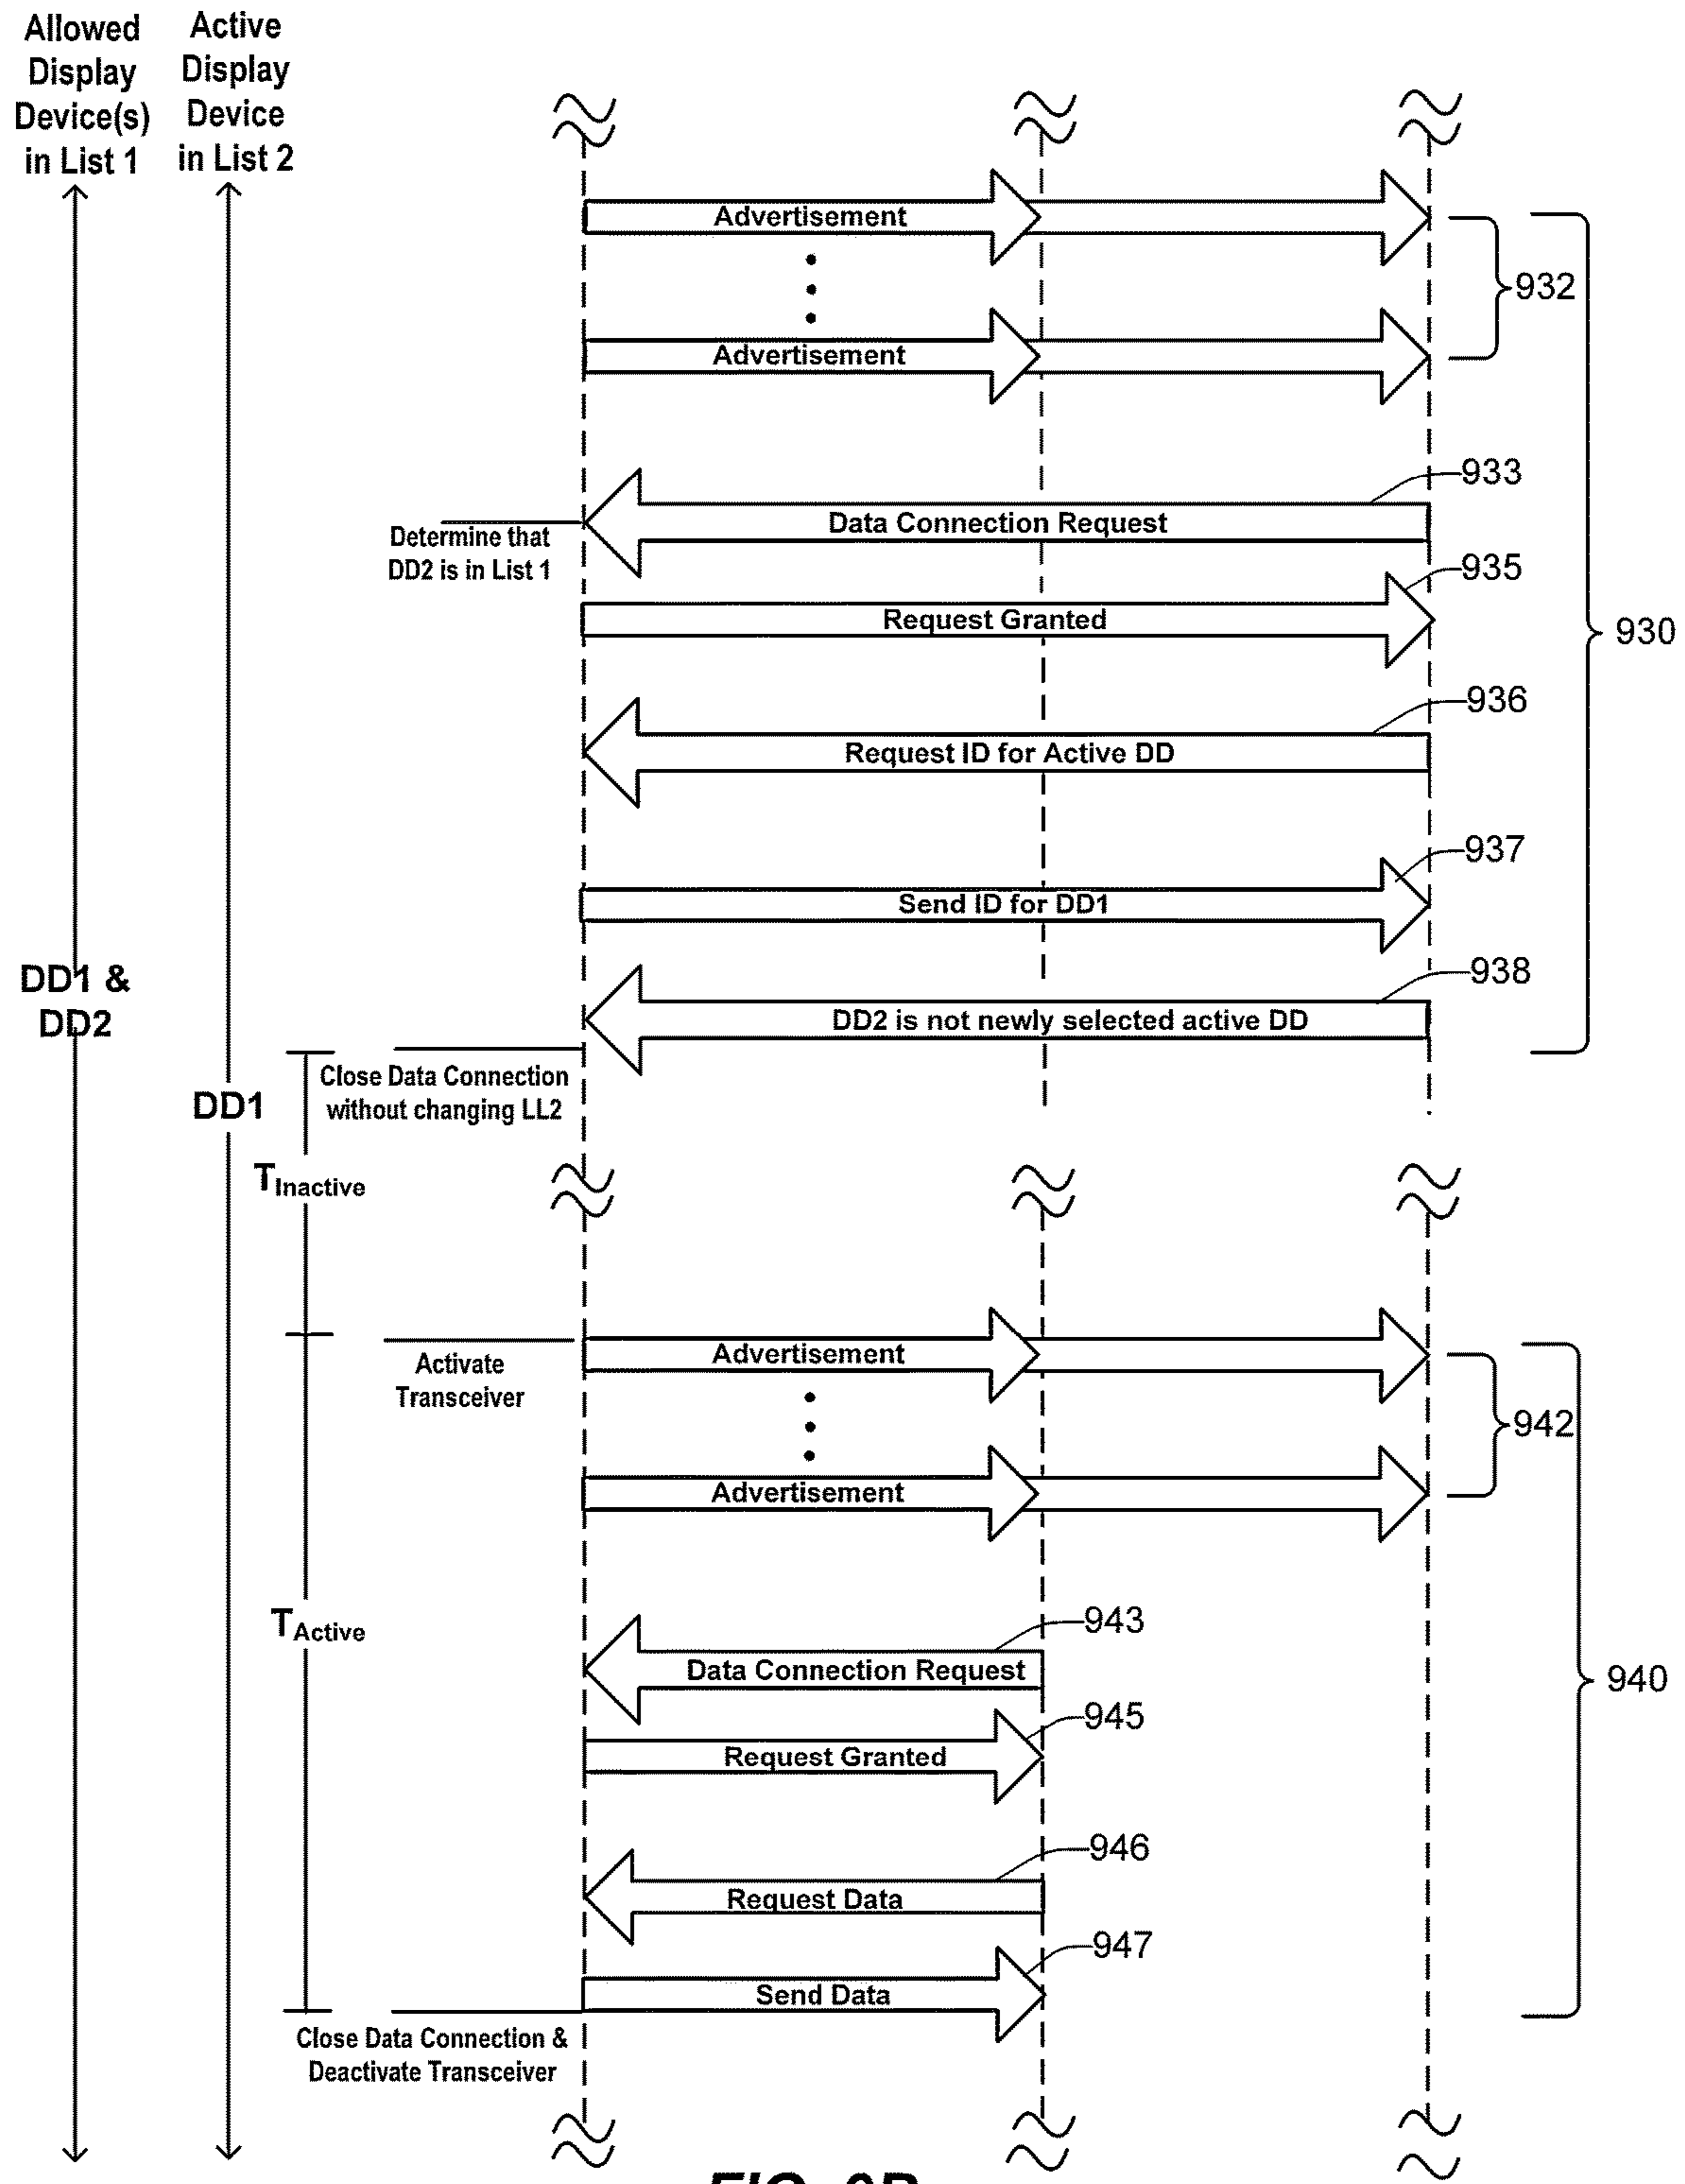 Allowed
Display
Device(s)
in List 1
Active
Display
Device
in List 2
Advertisement
932
Advertisement
933
Data Connection Request
Determine that
DD2 is in List 1
935
Request Granted
930
936
Request ID for Active DD
937
Send ID for DD1
938
DD2 is not newly selected active DD
DD1 &
DD2
Close Data Connection
without changing LL2
DD1
TInactive
Advertisement
Activate
Transceiver
942
Advertisement
TActive
943
Data Connection Request
940
945
Request Granted
946
Request Data
947
Send Data
Close Data Connection &
Deactivate Transceiver